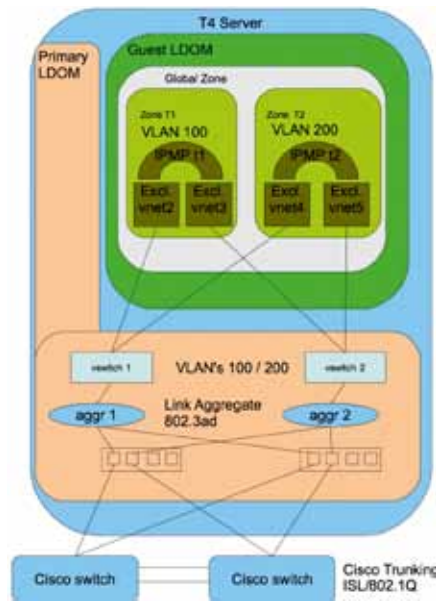 T4 Server
Primary
LDOM
Guest LDOM
Global Zone
Zone T1
VLAN 100
IPMP t1
Excl.
vnet2
Excl.
vnet3
Zone T2
VLAN 200
IPMP t2
Excl.
vnet4
Excl.
vnet5
vswitch 1
VLAN's 100 / 200
vswitch 2
aggr 1
Link Aggregate
802.3ad
aggr 2
Cisco switch
Cisco switch
Cisco Trunking
ISL/802.1Q